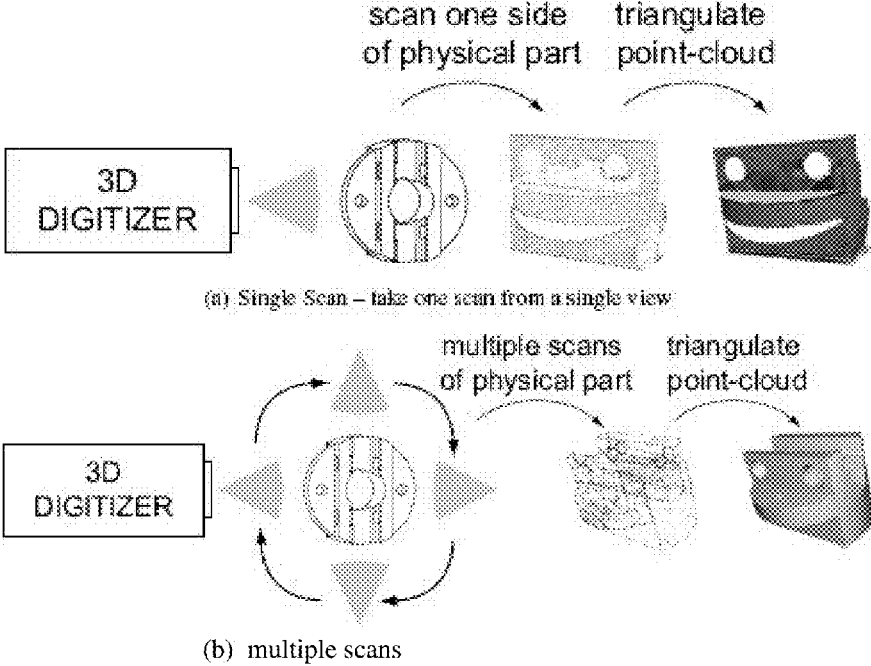 scan one side
of physical part
triangulate
point-cloud
3D
DIGITIZER
(a) Single Scan – take one scan from a single view
multiple scans
of physical part
triangulate
point-cloud
3D
DIGITIZER
(b) multiple scans